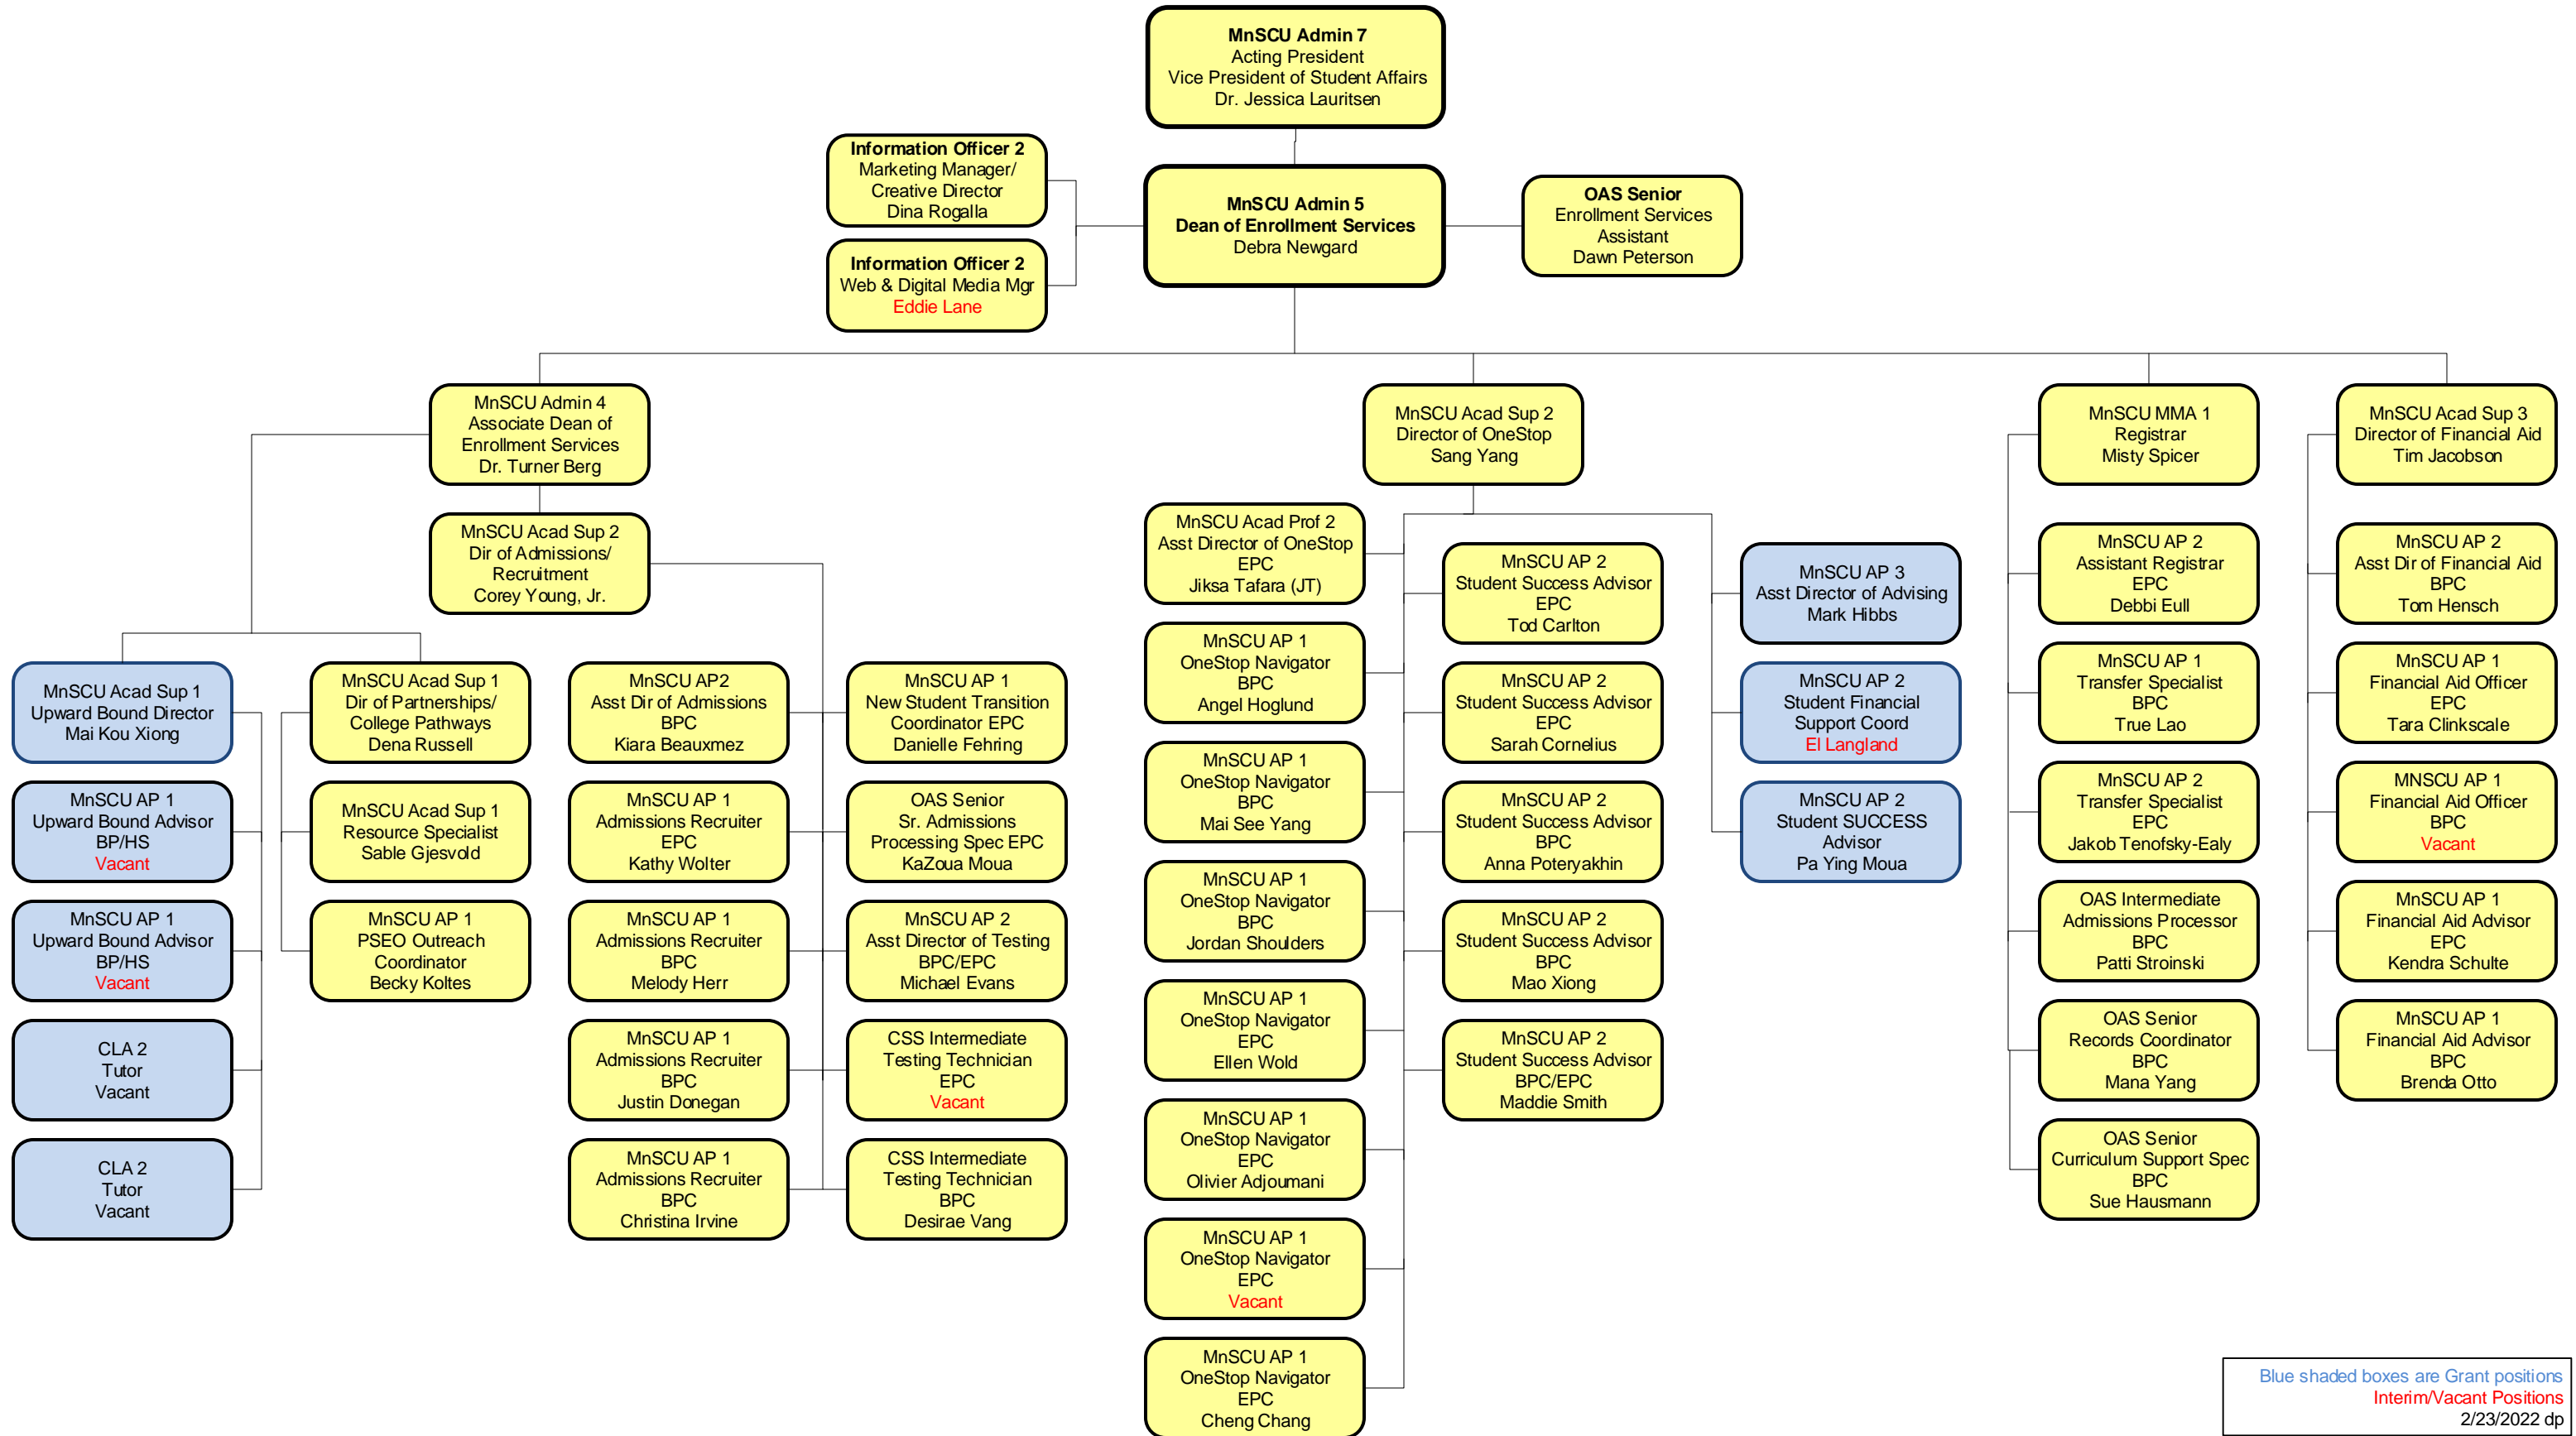 MnSCU Admin 7
Acting President
Vice President of Student Affairs
Dr. Jessica Lauritsen
Information Officer 2
Marketing Manager/
Creative Director
Dina Rogalla
Information Officer 2
Web & Digital Media Mgr
Eddie Lane
MnSCU Admin 5
Dean of Enrollment Services
Debra Newgard
OAS Senior
Enrollment Services
Assistant
Dawn Peterson
MnSCU Admin 4
Associate Dean of
Enrollment Services
Dr. Turner Berg
MnSCU Acad Sup 2
Dir of Admissions/
Recruitment
Corey Young, Jr.
MnSCU Acad Sup 1
Upward Bound Director
Mai Kou Xiong
MnSCU AP 1
Upward Bound Advisor
BP/HS
Vacant
MnSCU AP 1
Upward Bound Advisor
BP/HS
Vacant
CLA 2
Tutor
Vacant
CLA 2
Tutor
Vacant
MnSCU Acad Sup 1
Dir of Partnerships/
College Pathways
Dena Russell
MnSCU Acad Sup 1
Resource Specialist
Sable Gjesvold
MnSCU AP 1
PSEO Outreach
Coordinator
Becky Koltes
MnSCU AP2
Asst Dir of Admissions
BPC
Kiara Beauxmez
MnSCU AP 1
Admissions Recruiter
EPC
Kathy Wolter
MnSCU AP 1
Admissions Recruiter
BPC
Melody Herr
MnSCU AP 1
Admissions Recruiter
BPC
Justin Donegan
MnSCU AP 1
Admissions Recruiter
BPC
Christina Irvine
MnSCU AP 1
New Student Transition
Coordinator EPC
Danielle Fehring
OAS Senior
Sr. Admissions
Processing Spec EPC
KaZoua Moua
MnSCU AP 2
Asst Director of Testing
BPC/EPC
Michael Evans
CSS Intermediate
Testing Technician
EPC
Vacant
CSS Intermediate
Testing Technician
BPC
Desirae Vang
MnSCU Acad Sup 2
Director of OneStop
Sang Yang
MnSCU Acad Prof 2
Asst Director of OneStop
EPC
Jiksa Tafara (JT)
MnSCU AP 1
OneStop Navigator
BPC
Angel Hoglund
MnSCU AP 1
OneStop Navigator
BPC
Mai See Yang
MnSCU AP 1
OneStop Navigator
BPC
Jordan Shoulders
MnSCU AP 1
OneStop Navigator
EPC
Ellen Wold
MnSCU AP 1
OneStop Navigator
EPC
Olivier Adjoumani
MnSCU AP 1
OneStop Navigator
EPC
Vacant
MnSCU AP 1
OneStop Navigator
EPC
Cheng Chang
MnSCU AP 2
Student Success Advisor
EPC
Tod Carlton
MnSCU AP 2
Student Success Advisor
EPC
Sarah Cornelius
MnSCU AP 2
Student Success Advisor
BPC
Anna Poteryakhin
MnSCU AP 2
Student Success Advisor
BPC
Mao Xiong
MnSCU AP 2
Student Success Advisor
BPC/EPC
Maddie Smith
MnSCU AP 3
Asst Director of Advising
Mark Hibbs
MnSCU AP 2
Student Financial
Support Coord
El Langland
MnSCU AP 2
Student SUCCESS
Advisor
Pa Ying Moua
MnSCU MMA 1
Registrar
Misty Spicer
MnSCU AP 2
Assistant Registrar
EPC
Debbi Eull
MnSCU AP 1
Transfer Specialist
BPC
True Lao
MnSCU AP 2
Transfer Specialist
EPC
Jakob Tenofsky-Ealy
OAS Intermediate
Admissions Processor
BPC
Patti Stroinski
OAS Senior
Records Coordinator
BPC
Mana Yang
OAS Senior
Curriculum Support Spec
BPC
Sue Hausmann
MnSCU Acad Sup 3
Director of Financial Aid
Tim Jacobson
MnSCU AP 2
Asst Dir of Financial Aid
BPC
Tom Hensch
MnSCU AP 1
Financial Aid Officer
EPC
Tara Clinkscale
MNSCU AP 1
Financial Aid Officer
BPC
Vacant
MnSCU AP 1
Financial Aid Advisor
EPC
Kendra Schulte
MnSCU AP 1
Financial Aid Advisor
BPC
Brenda Otto
Blue shaded boxes are Grant positions
Interim/Vacant Positions
2/23/2022 dp